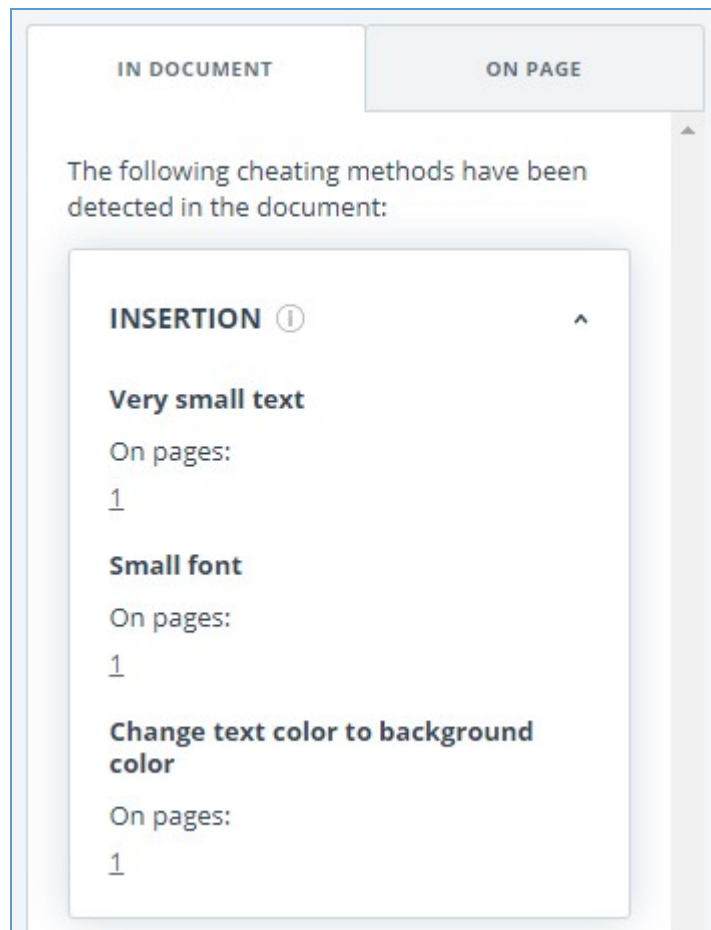 IN DOCUMENT
ON PAGE
The following cheating methods have been
detected in the document:
INSERTION
Very small text
On pages:
1
Small font
On pages:
1
Change text color to background
color
On pages:
1